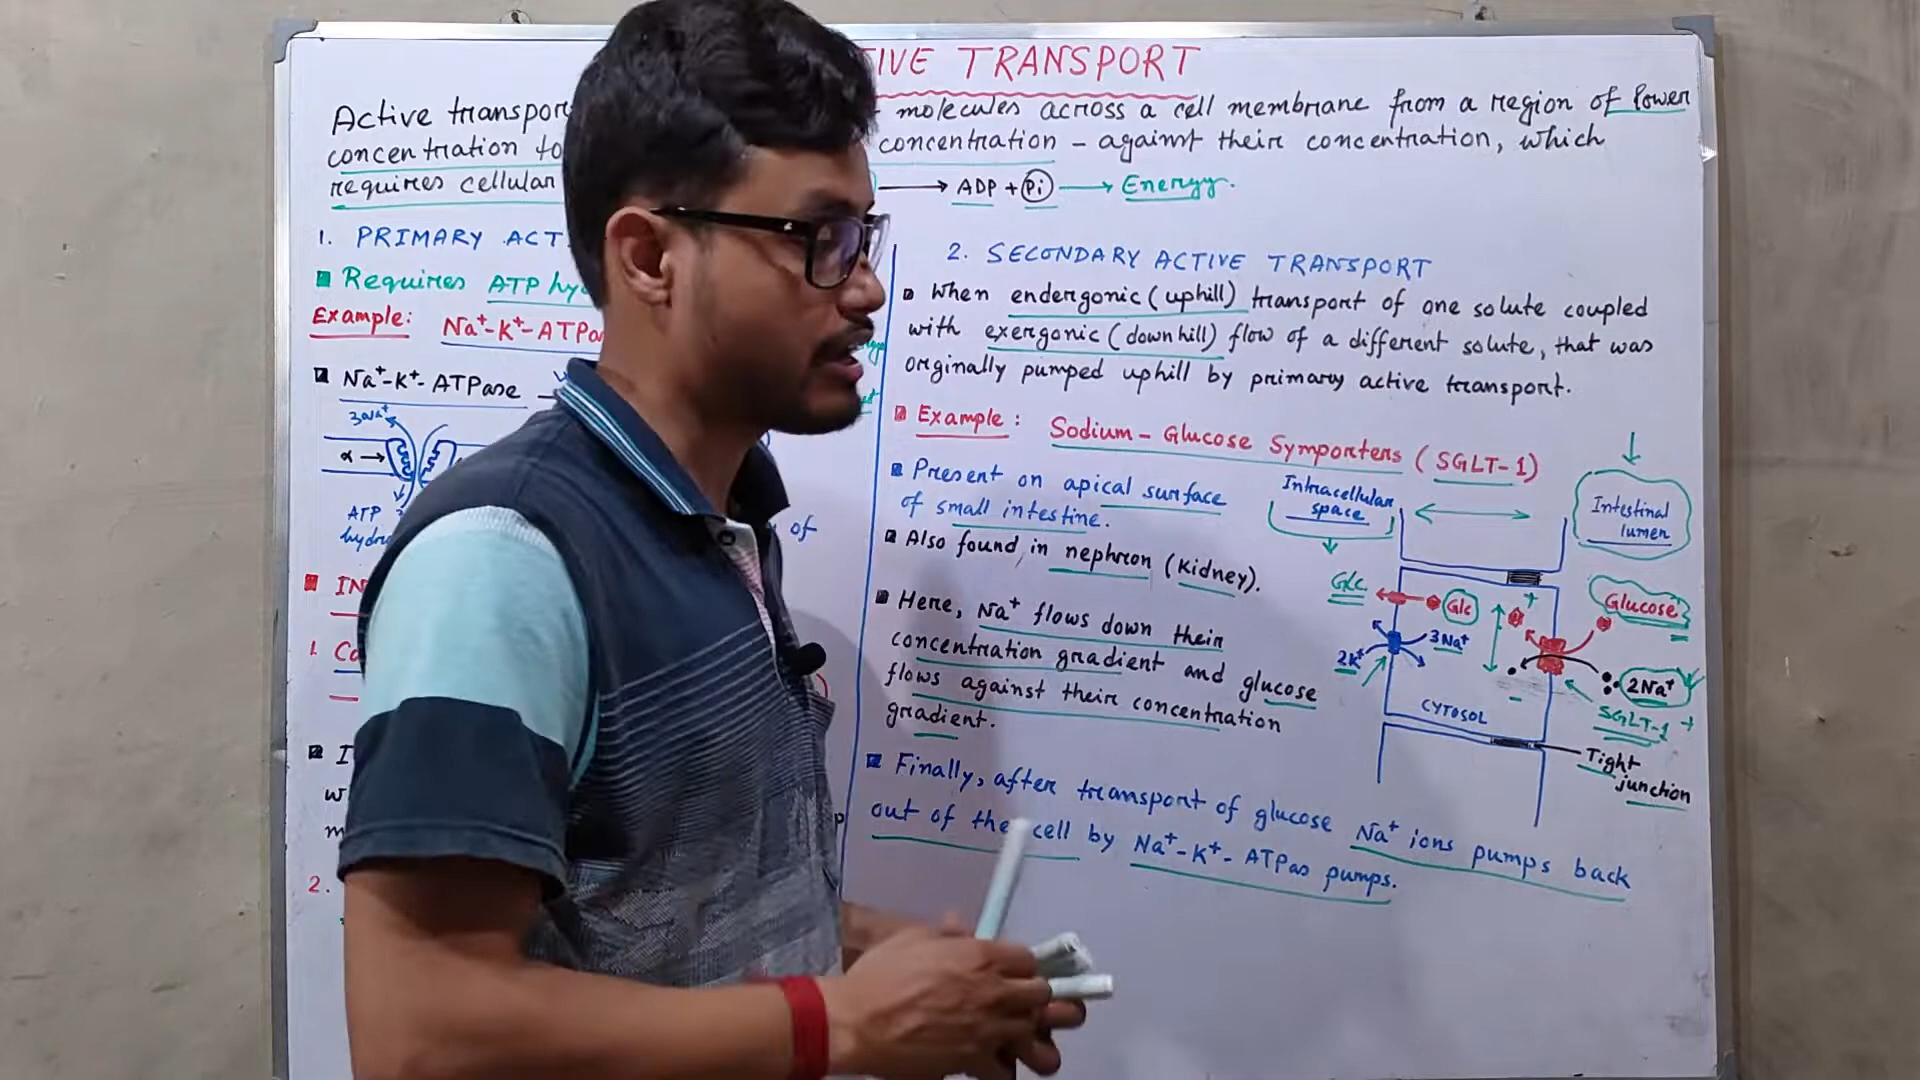 TIVE TRANSPORT
Active transport
molecules across a cell membrane from a region of lower
concentration to
concentration - against their concentration, which
requires cellular
→ ADP + Pi → Energy.
1. PRIMARY ACT
Requires ATP hy
Example: Na⁺-K⁺-ATPas
Na⁺-K⁺-ATPase
3Na⁺
α →
ATP
hydro
of
IN
1. Co
I
w
m
p
2.
2. SECONDARY ACTIVE TRANSPORT
When endergonic (uphill) transport of one solute coupled
with exergonic (downhill) flow of a different solute, that was
originally pumped uphill by primary active transport.
Example: Sodium - Glucose Symporters (SGLT-1)
Present on apical surface
of small intestine.
Also found in nephron (kidney).
Here, Na⁺ flows down their
concentration gradient and glucose
flows against their concentration
gradient.
Finally, after transport of glucose Na⁺ ions pumps back
out of the cell by Na⁺-K⁺-ATPas pumps.
Intracellular
space
Intestinal
lumen
Glc
Glc
Glucose
+
3Na⁺
2K⁺
2Na⁺
-
SGLT-1
+
CYTOSOL
Tight
junction